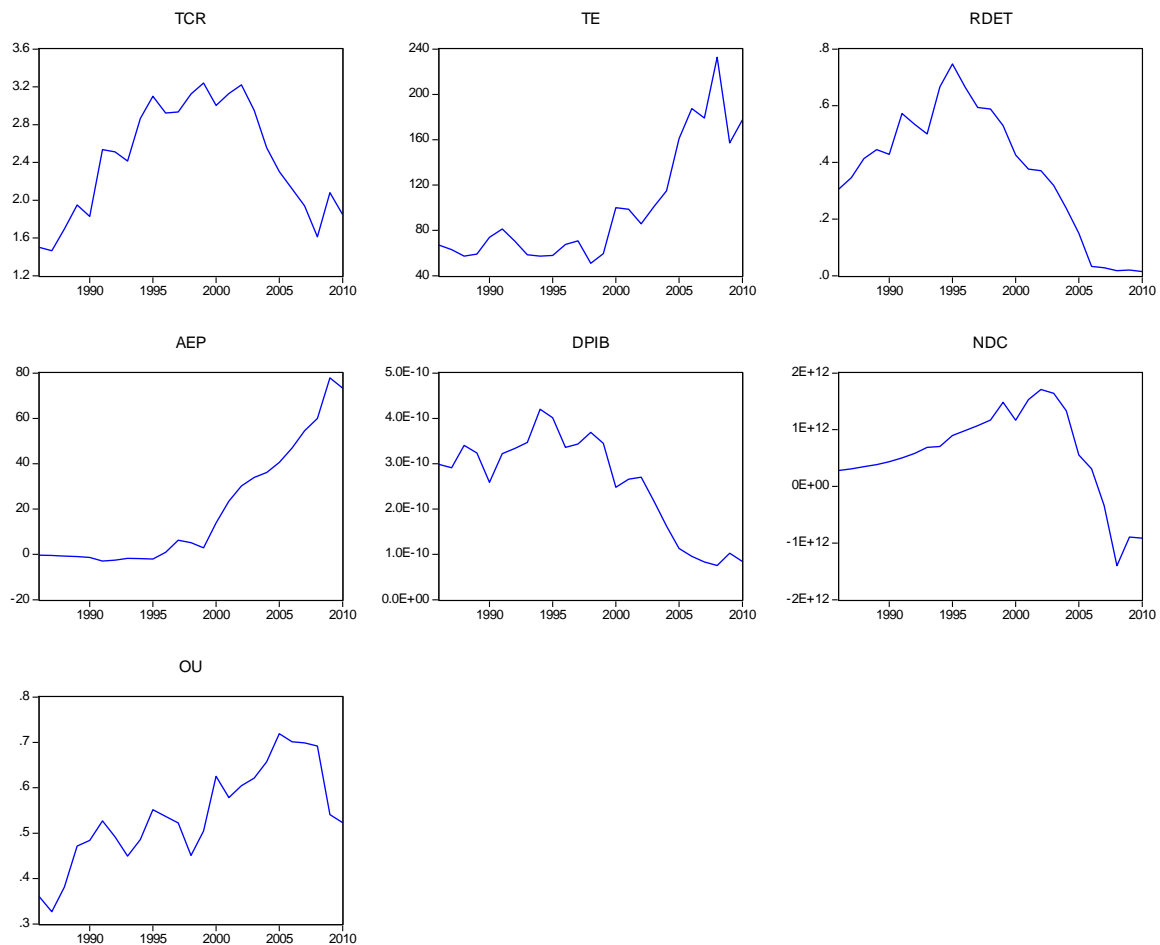 TCR
3.6
3.2
2.8
2.4
2.0
1.6
1.2
1990 1995 2000 2005 2010
TE
240
200
160
120
80
40
1990 1995 2000 2005 2010
RDET
.8
.6
.4
.2
.0
1990 1995 2000 2005 2010
AEP
80
60
40
20
0
-20
1990 1995 2000 2005 2010
DPIB
5.0E-10
4.0E-10
3.0E-10
2.0E-10
1.0E-10
0.0E+00
1990 1995 2000 2005 2010
NDC
2E+12
1E+12
0E+00
-1E+12
-2E+12
1990 1995 2000 2005 2010
OU
.8
.7
.6
.5
.4
.3
1990 1995 2000 2005 2010